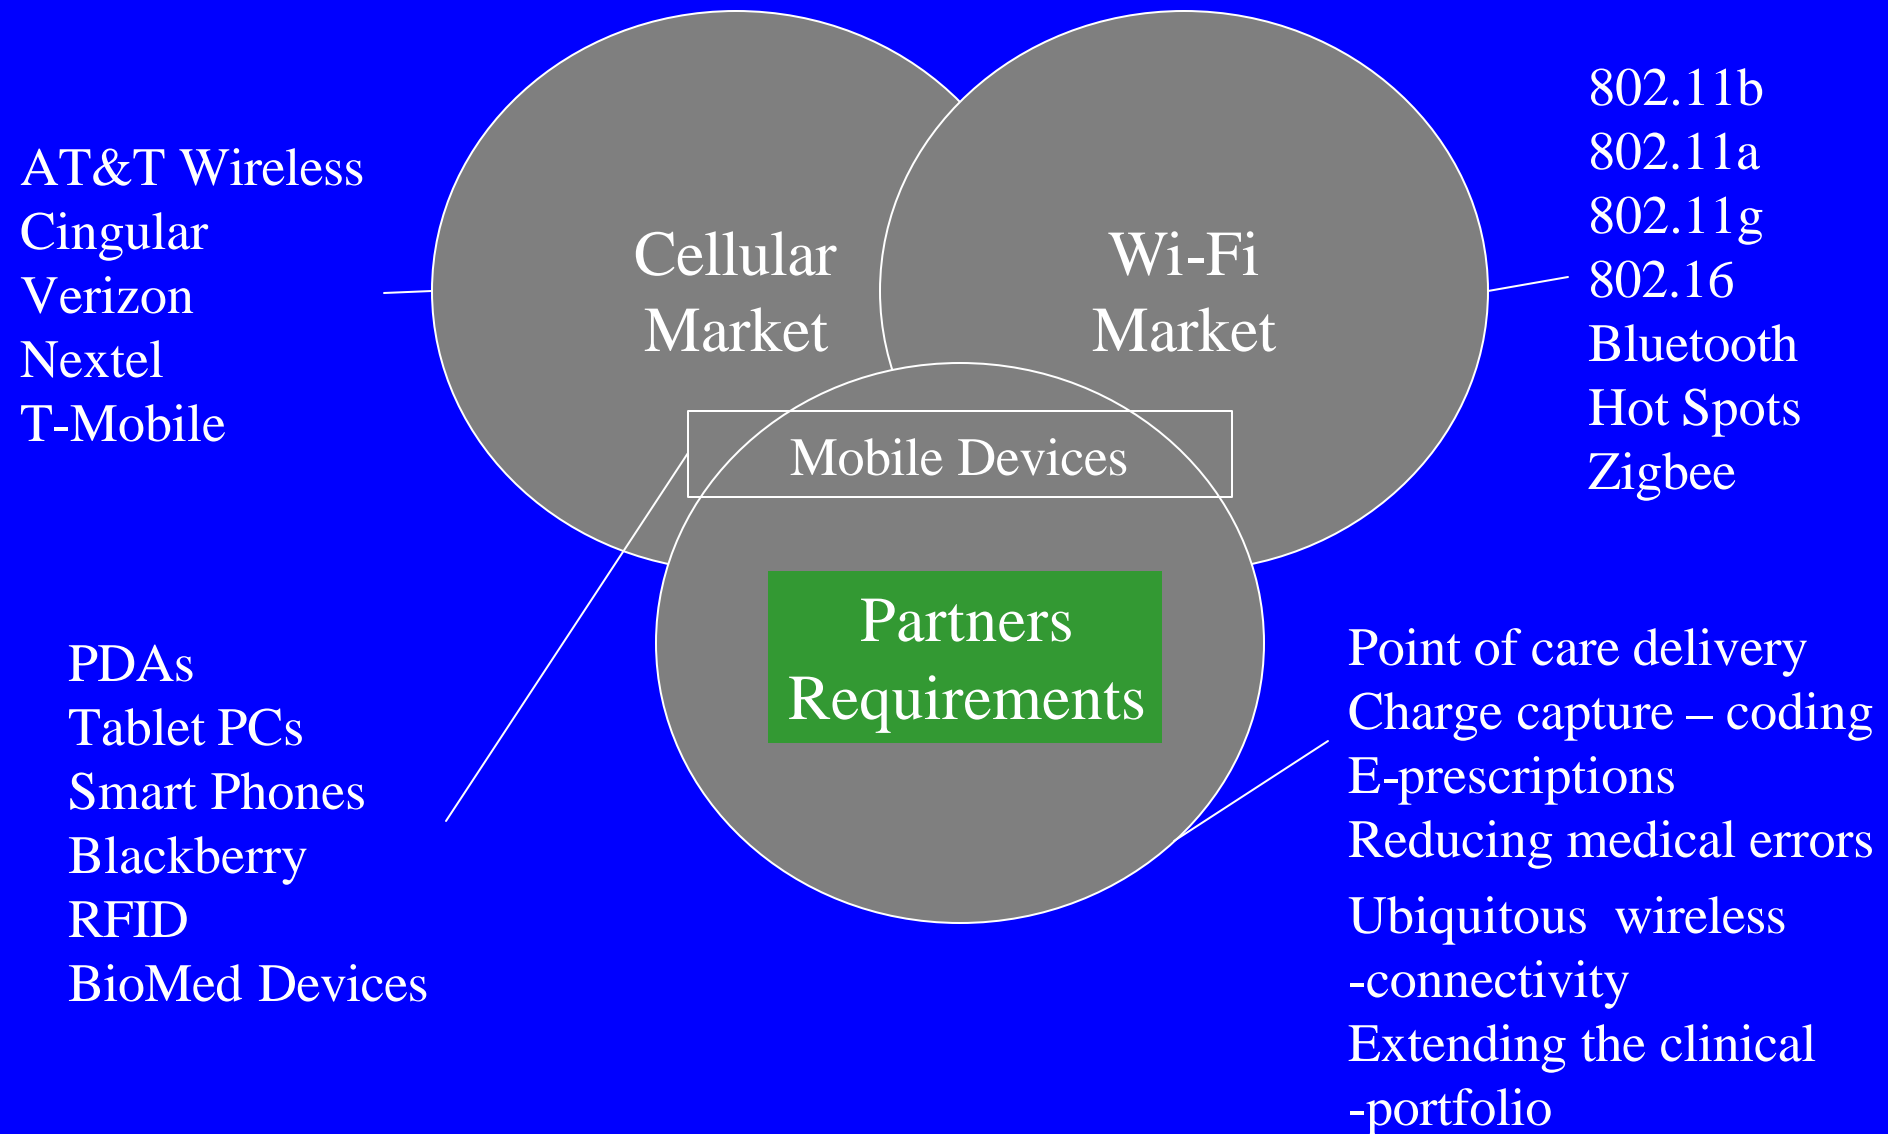 AT&T Wireless
Cingular
Verizon
Nextel
T-Mobile
Cellular
Market
Wi-Fi
Market
802.11b
802.11a
802.11g
802.16
Bluetooth
Hot Spots
Zigbee
Mobile Devices
Partners
Requirements
PDAs
Tablet PCs
Smart Phones
Blackberry
RFID
BioMed Devices
Point of care delivery
Charge capture – coding
E-prescriptions
Reducing medical errors
Ubiquitous  wireless
-connectivity
Extending the clinical
-portfolio